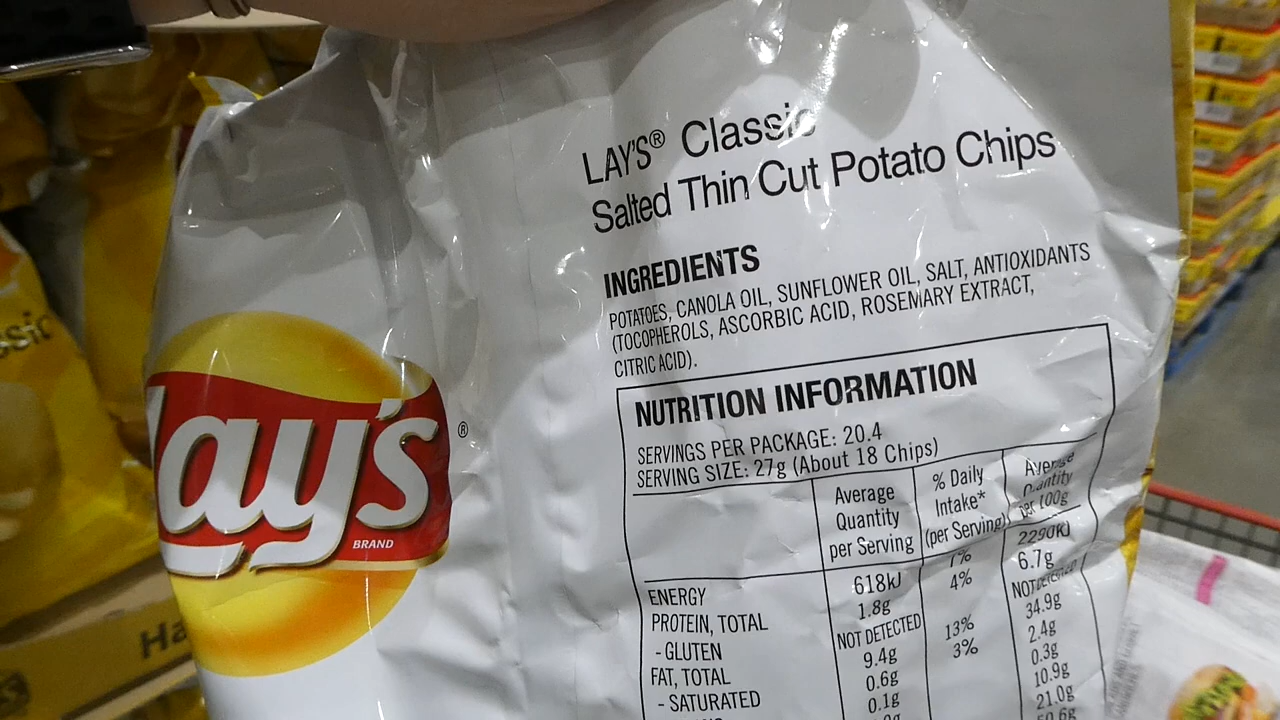 LAY'S® Classic
Salted Thin Cut Potato Chips
INGREDIENTS
POTATOES, CANOLA OIL, SUNFLOWER OIL, SALT, ANTIOXIDANTS
(TOCOPHEROLS, ASCORBIC ACID, ROSEMARY EXTRACT,
CITRIC ACID).
NUTRITION INFORMATION
SERVINGS PER PACKAGE: 20.4
SERVING SIZE: 27g (About 18 Chips)
Average Quantity per Serving
% Daily Intake* (per Serving)
Average Quantity per 100g
ENERGY 618kJ 7% 2290KJ
PROTEIN, TOTAL 1.8g 4% 6.7g
- GLUTEN NOT DETECTED NOT DETECTED
FAT, TOTAL 9.4g 13% 34.9g
- SATURATED 0.6g 3% 2.4g
0.1g 0.3g
10.9g
21.0g
Lay's®
BRAND
ssic
Ha